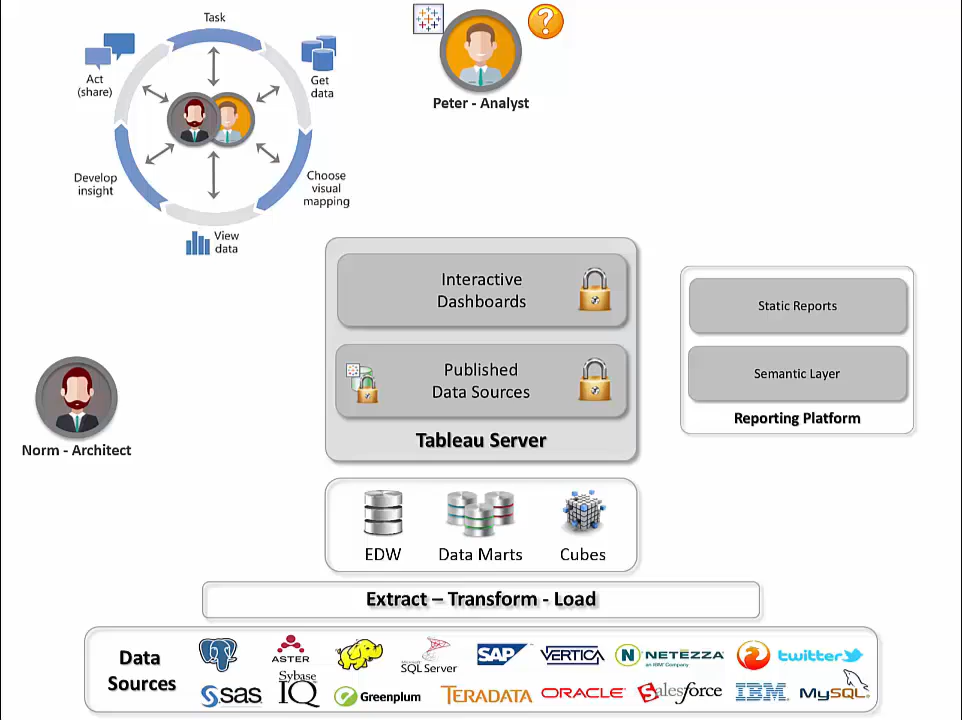 Task
Act
(share)
Get
data
Develop
insight
Choose
visual
mapping
View
data
?
Peter - Analyst
Norm - Architect
Interactive
Dashboards
Published
Data Sources
Tableau Server
Static Reports
Semantic Layer
Reporting Platform
EDW
Data Marts
Cubes
Extract – Transform - Load
Data
Sources
ASTER
SQL Server
SAP
VERTICA
N NETEZZA
an IBM Company
twitter
sas
Sybase
IQ
Greenplum
TERADATA
ORACLE
salesforce
IBM
MySQL